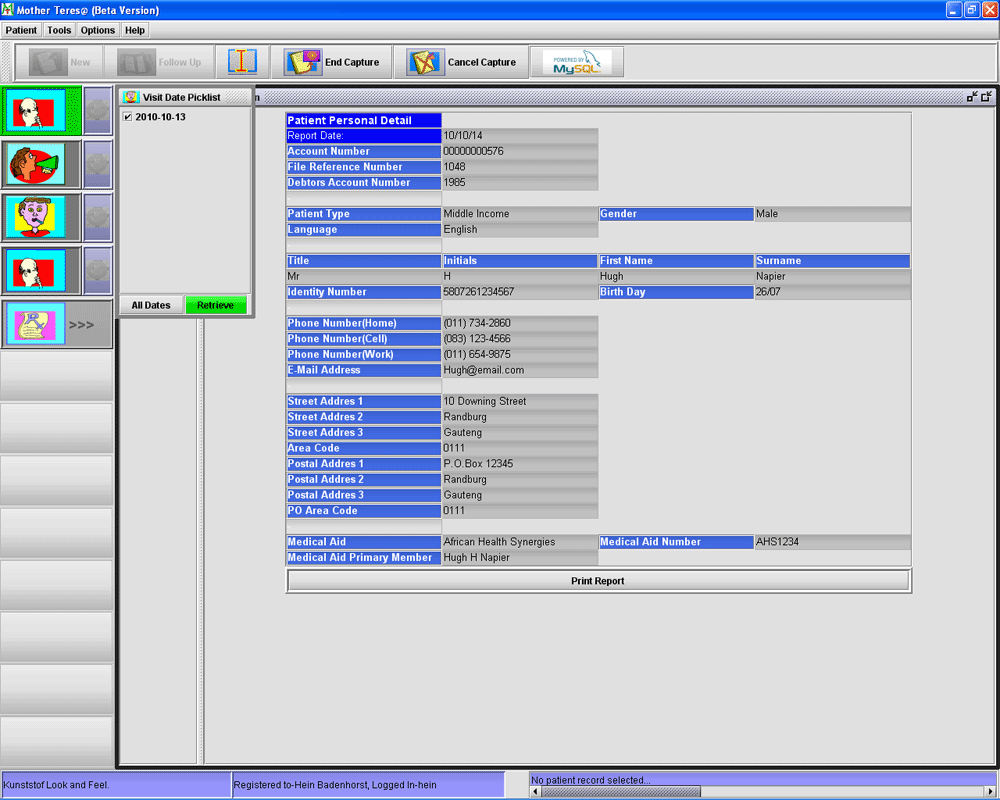 Mother Teres@ (Beta Version)
Patient Tools Options Help
New Follow Up End Capture Cancel Capture POWERED BY MySQL
Visit Date Picklist
2010-10-13
All Dates Retrieve
>>>
Patient Personal Detail
Report Date: 10/10/14
Account Number 00000000576
File Reference Number 1048
Debtors Account Number 1985
Patient Type Middle Income Gender Male
Language English
Title Initials First Name Surname
Mr H Hugh Napier
Identity Number 5807261234567 Birth Day 26/07
Phone Number(Home) (011) 734-2860
Phone Number(Cell) (083) 123-4566
Phone Number(Work) (011) 654-9875
E-Mail Address Hugh@email.com
Street Addres 1 10 Downing Street
Street Addres 2 Randburg
Street Addres 3 Gauteng
Area Code 0111
Postal Addres 1 P.O.Box 12345
Postal Addres 2 Randburg
Postal Addres 3 Gauteng
PO Area Code 0111
Medical Aid African Health Synergies Medical Aid Number AHS1234
Medical Aid Primary Member Hugh H Napier
Print Report
Kunststof Look and Feel. Registered to-Hein Badenhorst, Logged In-hein No patient record selected...